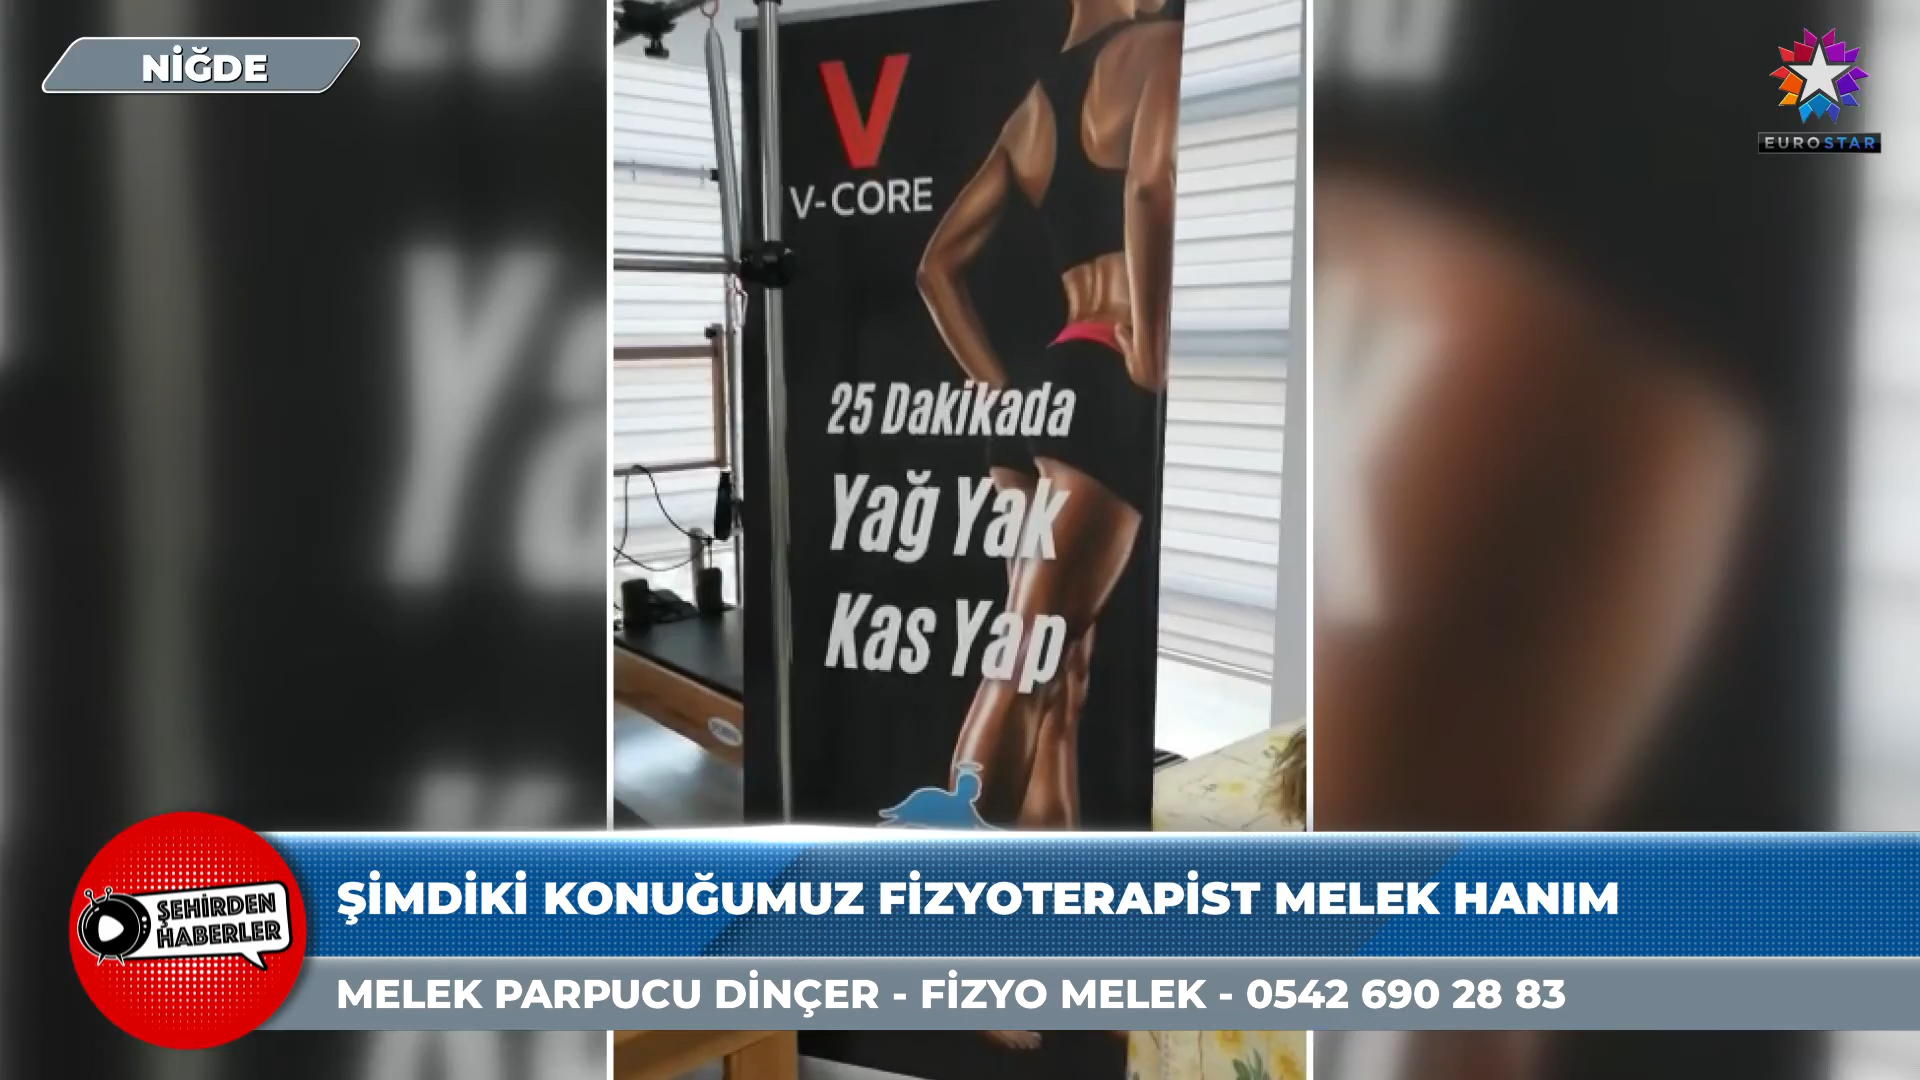 NİĞDE
EUROSTAR
V
V-CORE
25 Dakikada
Yağ Yak
Kas Yap
ŞEHİRDEN
HABERLER
ŞİMDİKİ KONUĞUMUZ FİZYOTERAPİST MELEK HANIM
MELEK PARPUCU DİNÇER - FİZYO MELEK - 0542 690 28 83